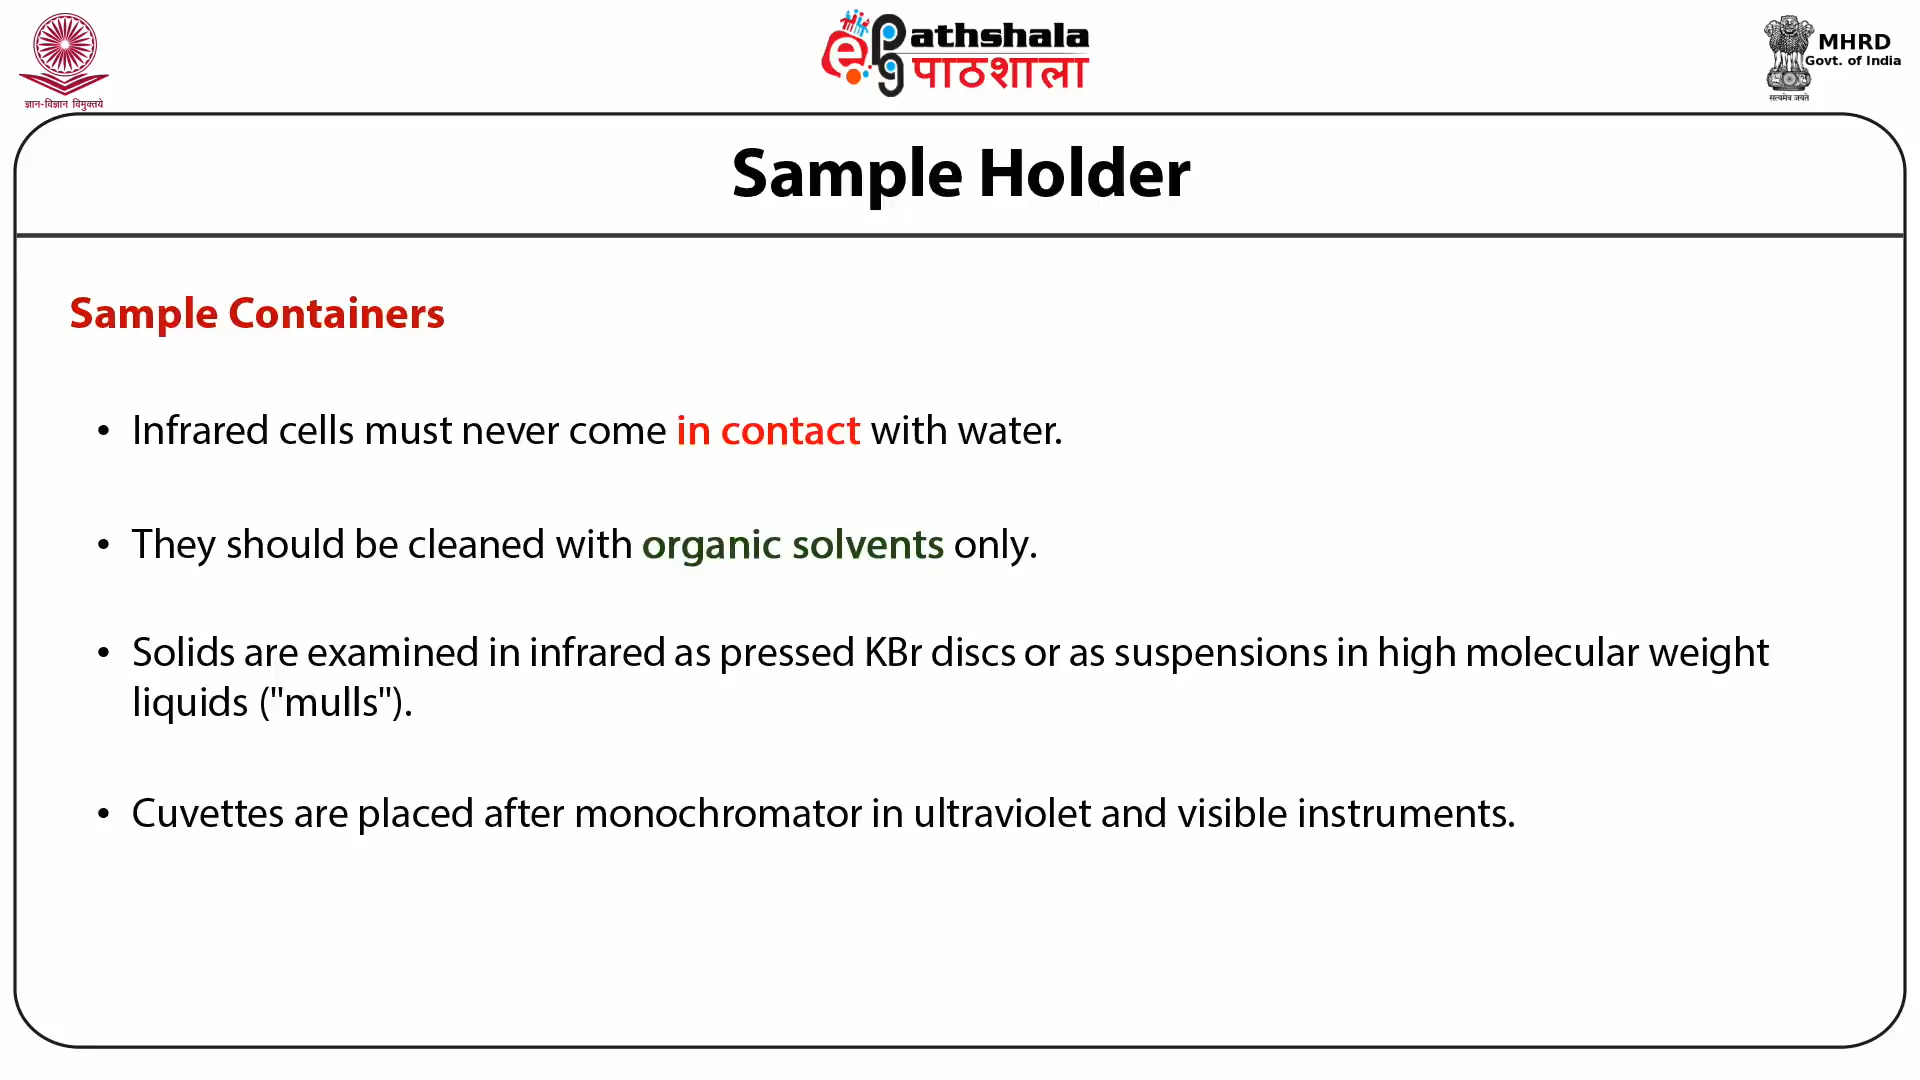 ज्ञान-विज्ञान विमुक्तये
ePathshala
पाठशाला
MHRD
Govt. of India
सत्यमेव जयते
Sample Holder
Sample Containers
• Infrared cells must never come in contact with water.
• They should be cleaned with organic solvents only.
• Solids are examined in infrared as pressed KBr discs or as suspensions in high molecular weight
liquids ("mulls").
• Cuvettes are placed after monochromator in ultraviolet and visible instruments.